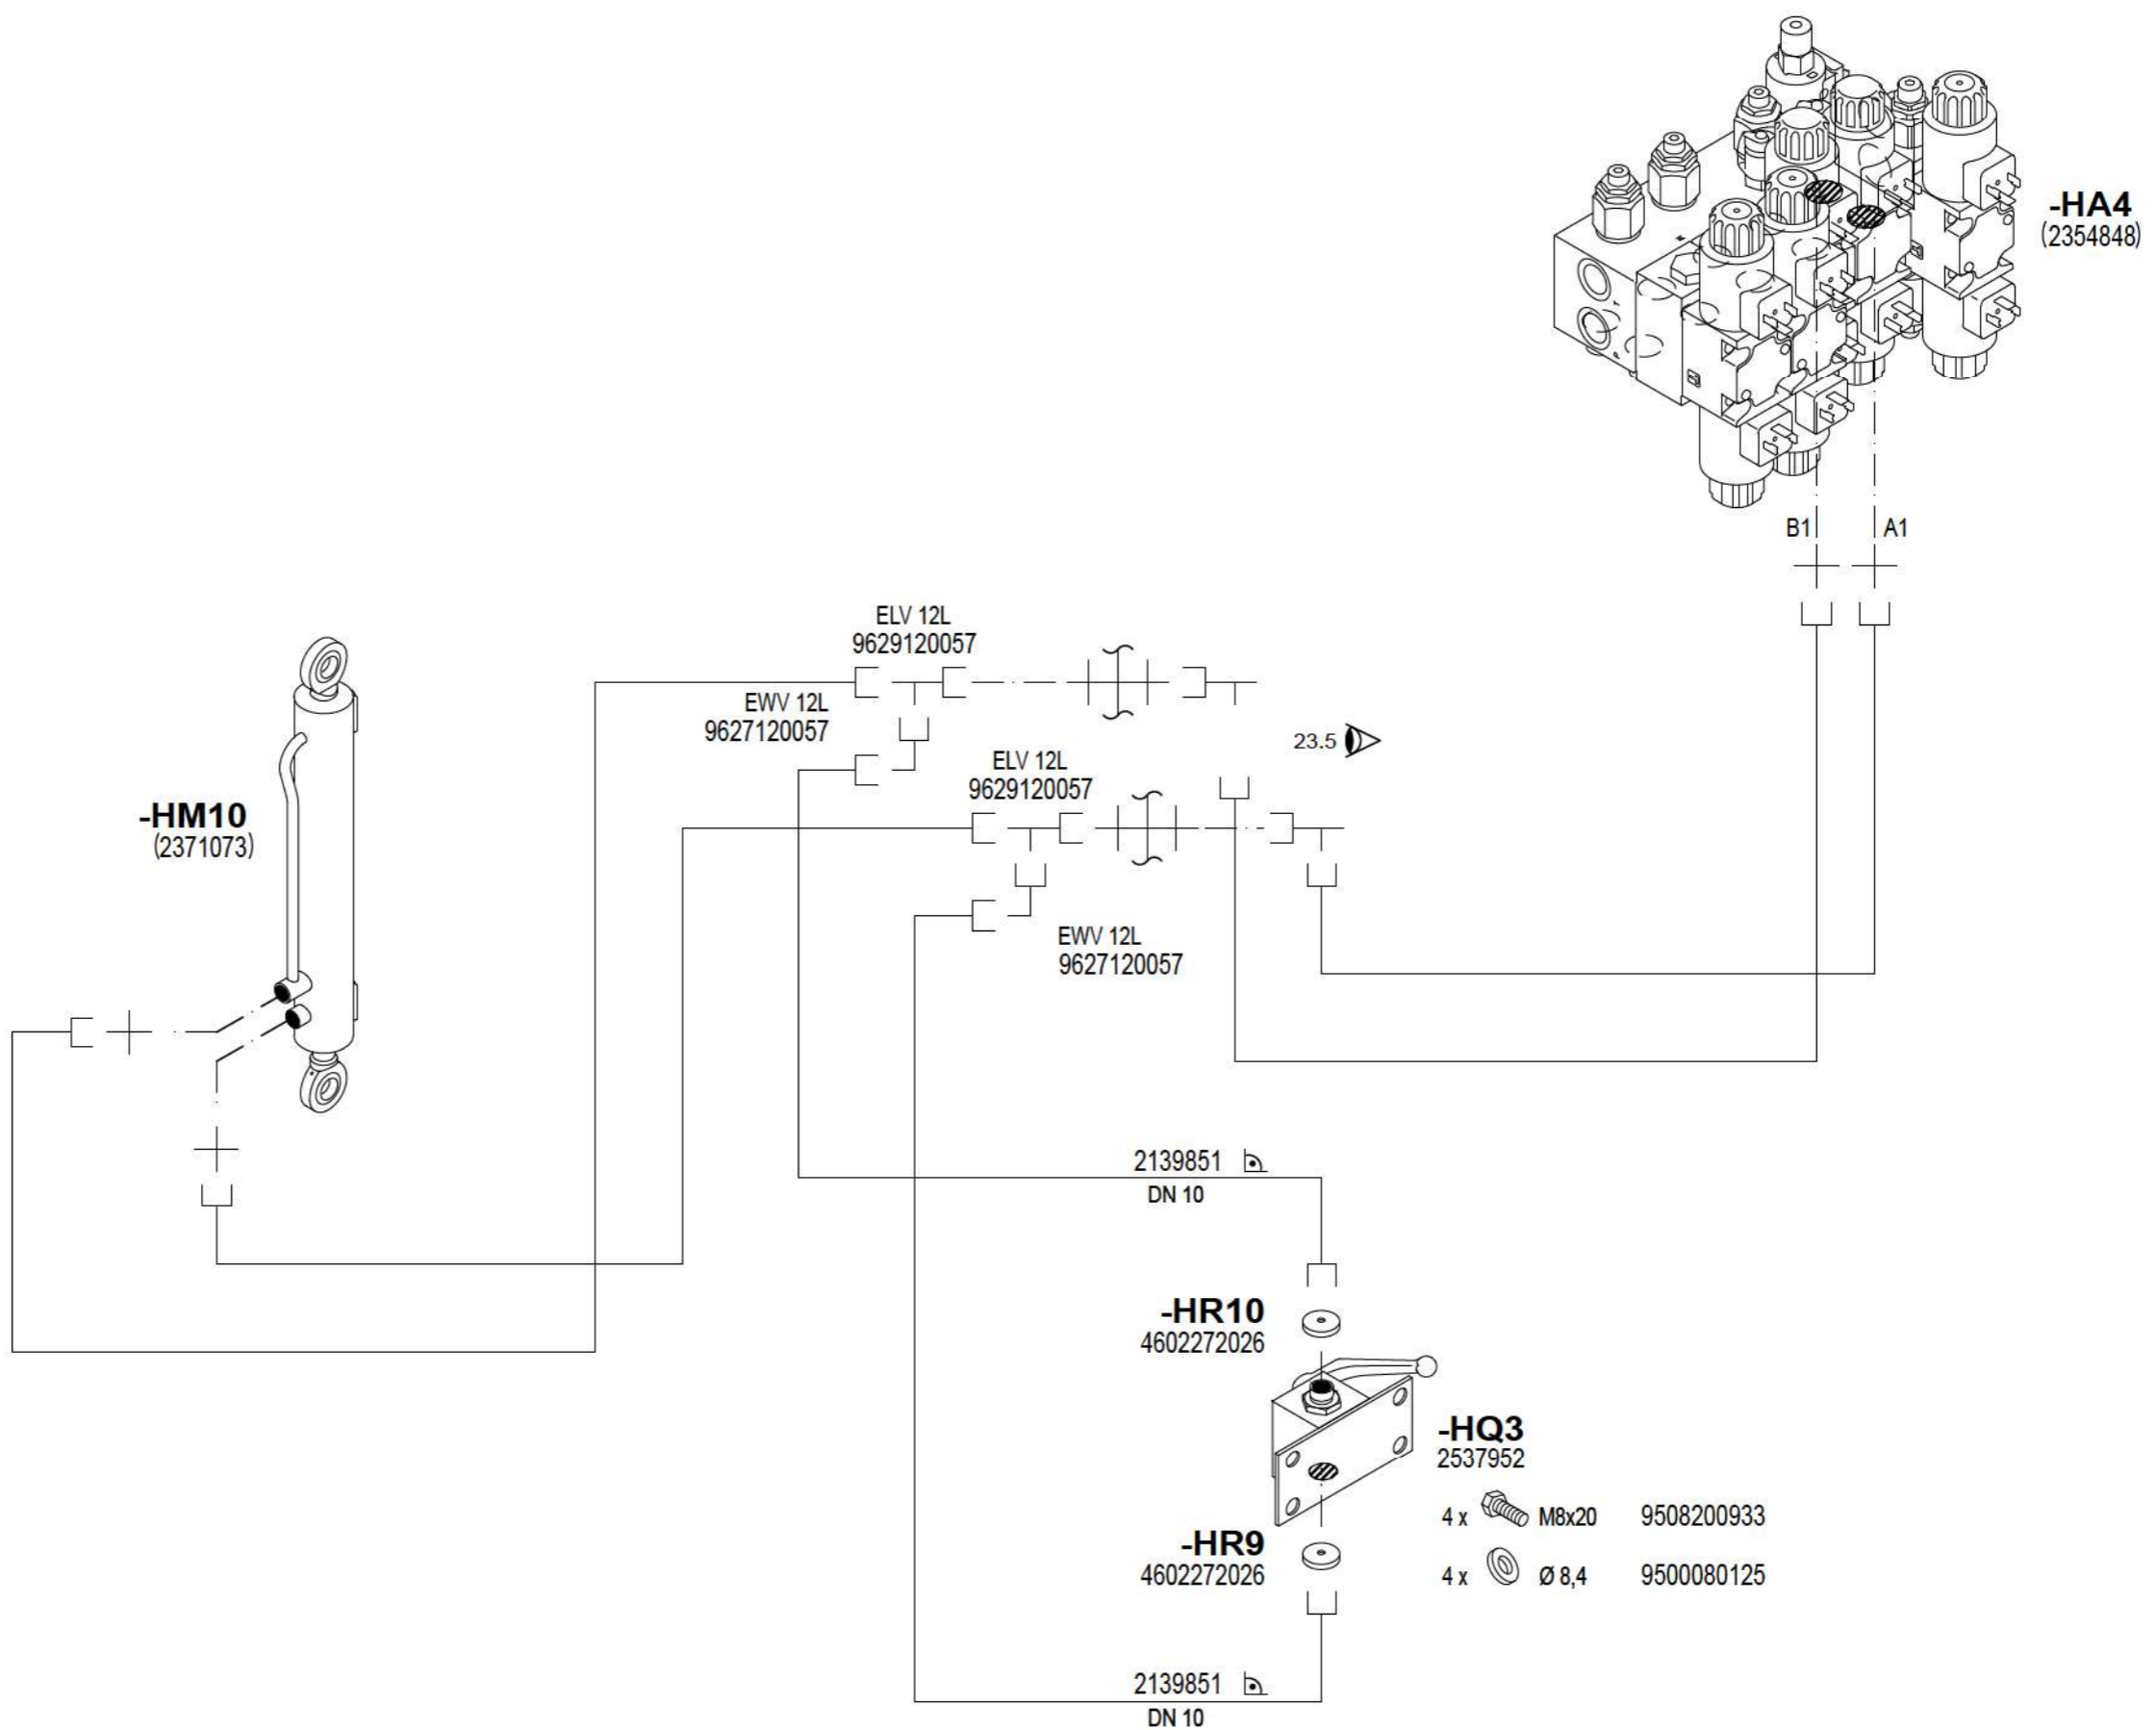 -HA4
(2354848)
B1
A1
ELV 12L
9629120057
EWV 12L
9627120057
23.5
ELV 12L
9629120057
-HM10
(2371073)
EWV 12L
9627120057
2139851
DN 10
-HR10
4602272026
-HQ3
2537952
4 x M8x20 9508200933
-HR9
4602272026
4 x Ø 8,4 9500080125
2139851
DN 10